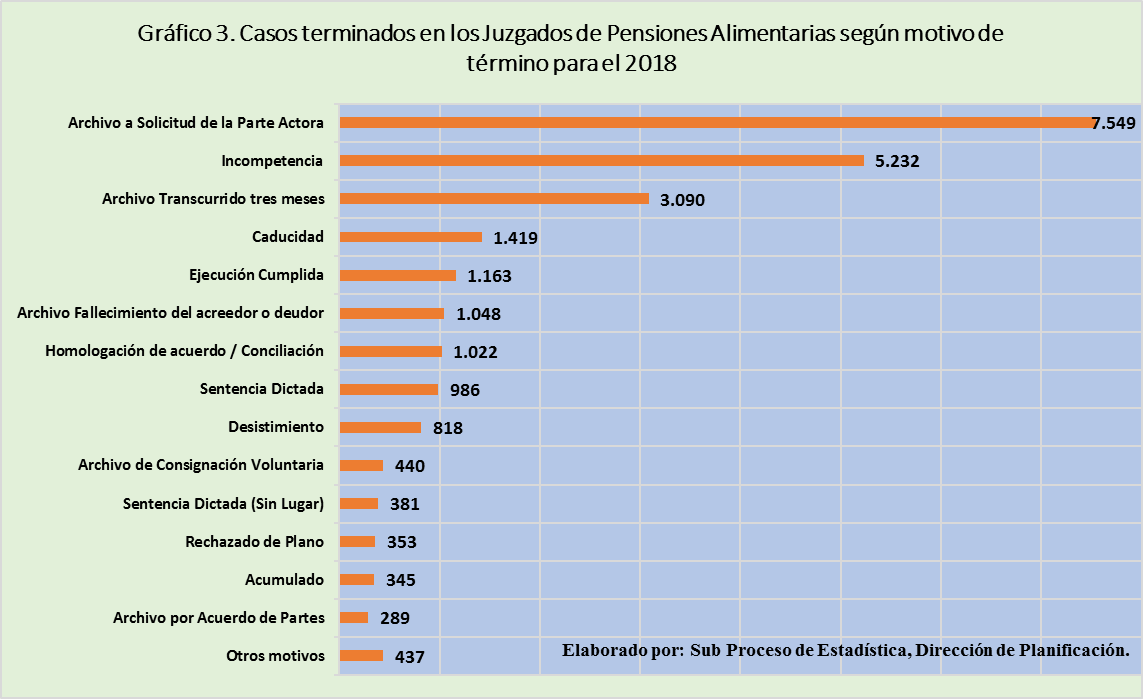 Gráfico 3. Casos terminados en los Juzgados de Pensiones Alimentarias según motivo de
término para el 2018
Archivo a Solicitud de la Parte Actora 7.549
Incompetencia 5.232
Archivo Transcurrido tres meses 3.090
Caducidad 1.419
Ejecución Cumplida 1.163
Archivo Fallecimiento del acreedor o deudor 1.048
Homologación de acuerdo / Conciliación 1.022
Sentencia Dictada 986
Desistimiento 818
Archivo de Consignación Voluntaria 440
Sentencia Dictada (Sin Lugar) 381
Rechazado de Plano 353
Acumulado 345
Archivo por Acuerdo de Partes 289
Otros motivos 437
Elaborado por: Sub Proceso de Estadística, Dirección de Planificación.